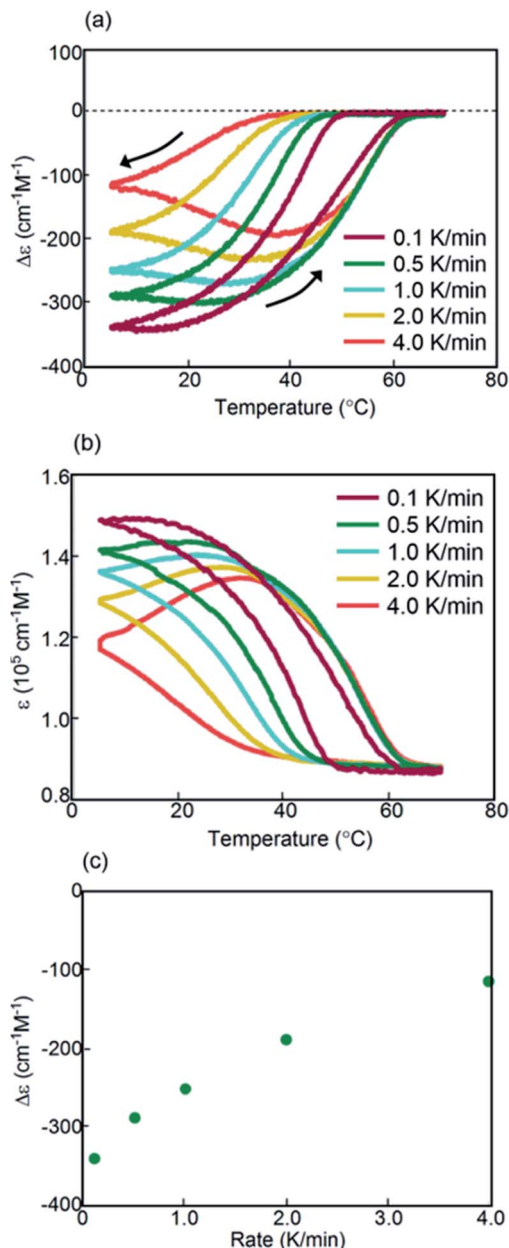 (a)
100
0
-100
-200
-300
-400
Δε (cm⁻¹M⁻¹)
0.1 K/min
0.5 K/min
1.0 K/min
2.0 K/min
4.0 K/min
0 20 40 60 80
Temperature (°C)
(b)
1.6
1.4
1.2
1.0
0.8
ε (10⁵ cm⁻¹M⁻¹)
0.1 K/min
0.5 K/min
1.0 K/min
2.0 K/min
4.0 K/min
0 20 40 60 80
Temperature (°C)
(c)
0
-100
-200
-300
-400
Δε (cm⁻¹M⁻¹)
0 1.0 2.0 3.0 4.0
Rate (K/min)